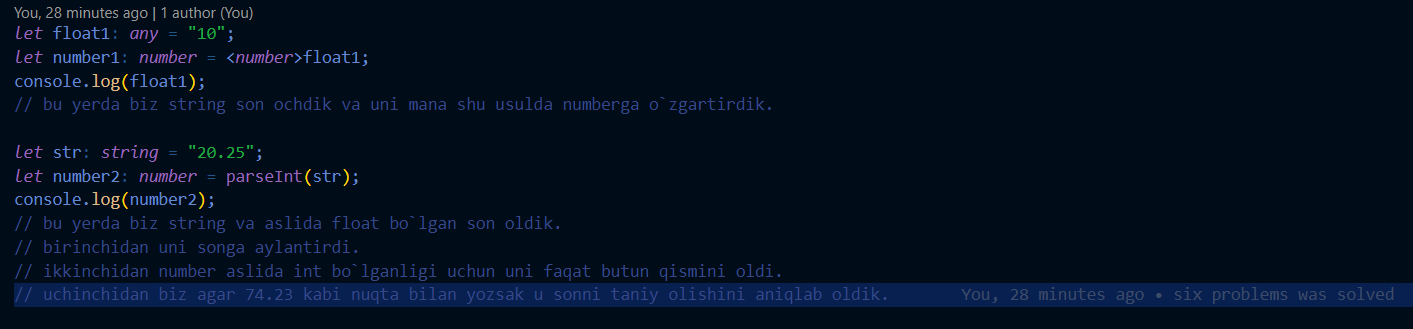 You, 28 minutes ago | 1 author (You)
let float1: any = "10";
let number1: number = <number>float1;
console.log(float1);
// bu yerda biz string son ochdik va uni mana shu usulda numberga o`zgartirdik.
let str: string = "20.25";
let number2: number = parseInt(str);
console.log(number2);
// bu yerda biz string va aslida float bo`lgan son oldik.
// birinchidan uni songa aylantirdi.
// ikkinchidan number aslida int bo`lganligi uchun uni faqat butun qismini oldi.
// uchinchidan biz agar 74.23 kabi nuqta bilan yozsak u sonni taniy olishini aniqlab oldik. You, 28 minutes ago • six problems was solved